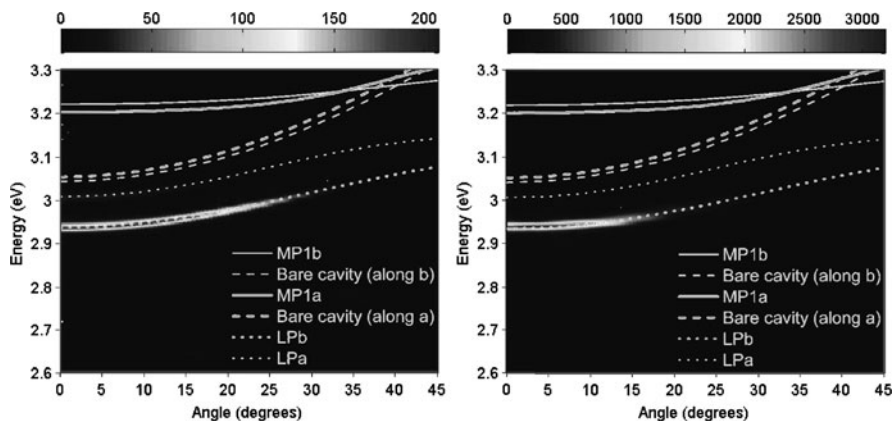 0 50 100 150 200
3.3
3.2
3.1
3
2.9
2.8
2.7
2.6
Energy (eV)
MP1b
Bare cavity (along b)
MP1a
Bare cavity (along a)
LPb
LPa
0 5 10 15 20 25 30 35 40 45
Angle (degrees)
0 500 1000 1500 2000 2500 3000
3.3
3.2
3.1
3
2.9
2.8
2.7
2.6
Energy (eV)
MP1b
Bare cavity (along b)
MP1a
Bare cavity (along a)
LPb
LPa
0 5 10 15 20 25 30 35 40 45
Angle (degrees)